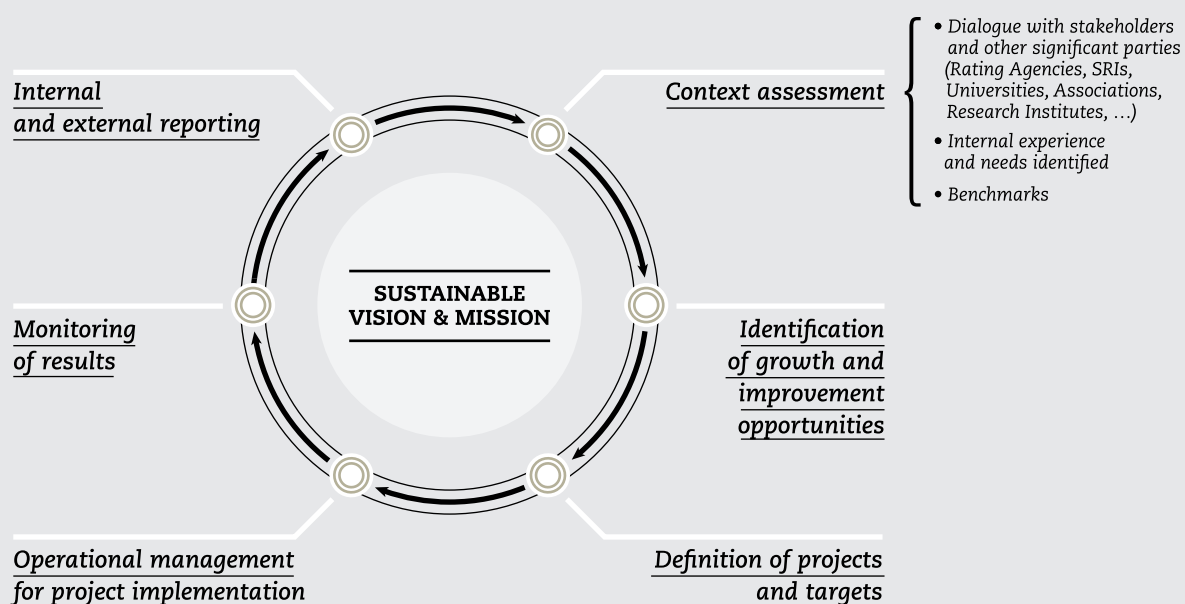 Internal
and external reporting
Context assessment
• Dialogue with stakeholders
and other significant parties
(Rating Agencies, SRIs,
Universities, Associations,
Research Institutes, ...)
• Internal experience
and needs identified
• Benchmarks
SUSTAINABLE
VISION & MISSION
Monitoring
of results
Identification
of growth and
improvement
opportunities
Operational management
for project implementation
Definition of projects
and targets